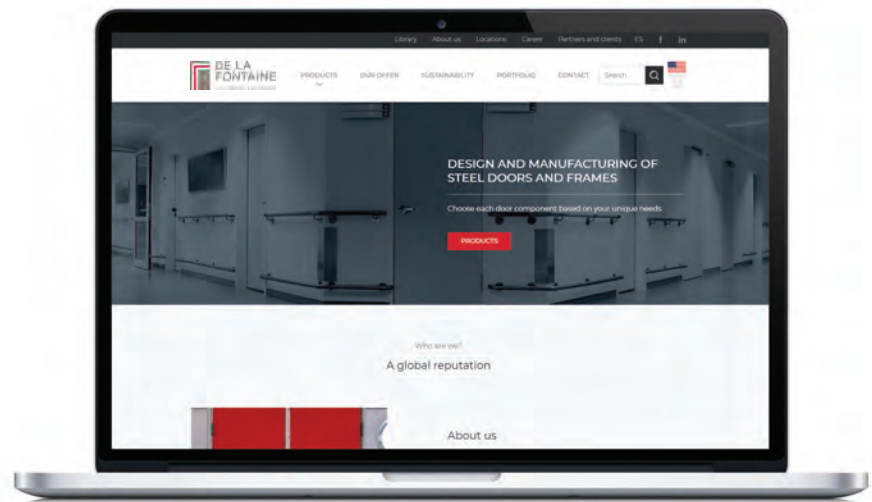 Library About us Locations Career Partners and clients ES f in
DE LA
FONTAINE
PRODUCTS OUR OFFER SUSTAINABILITY PORTFOLIO CONTACT Search
DESIGN AND MANUFACTURING OF
STEEL DOORS AND FRAMES
Choose each door component based on your unique needs
PRODUCTS
Who are we?
A global reputation
About us